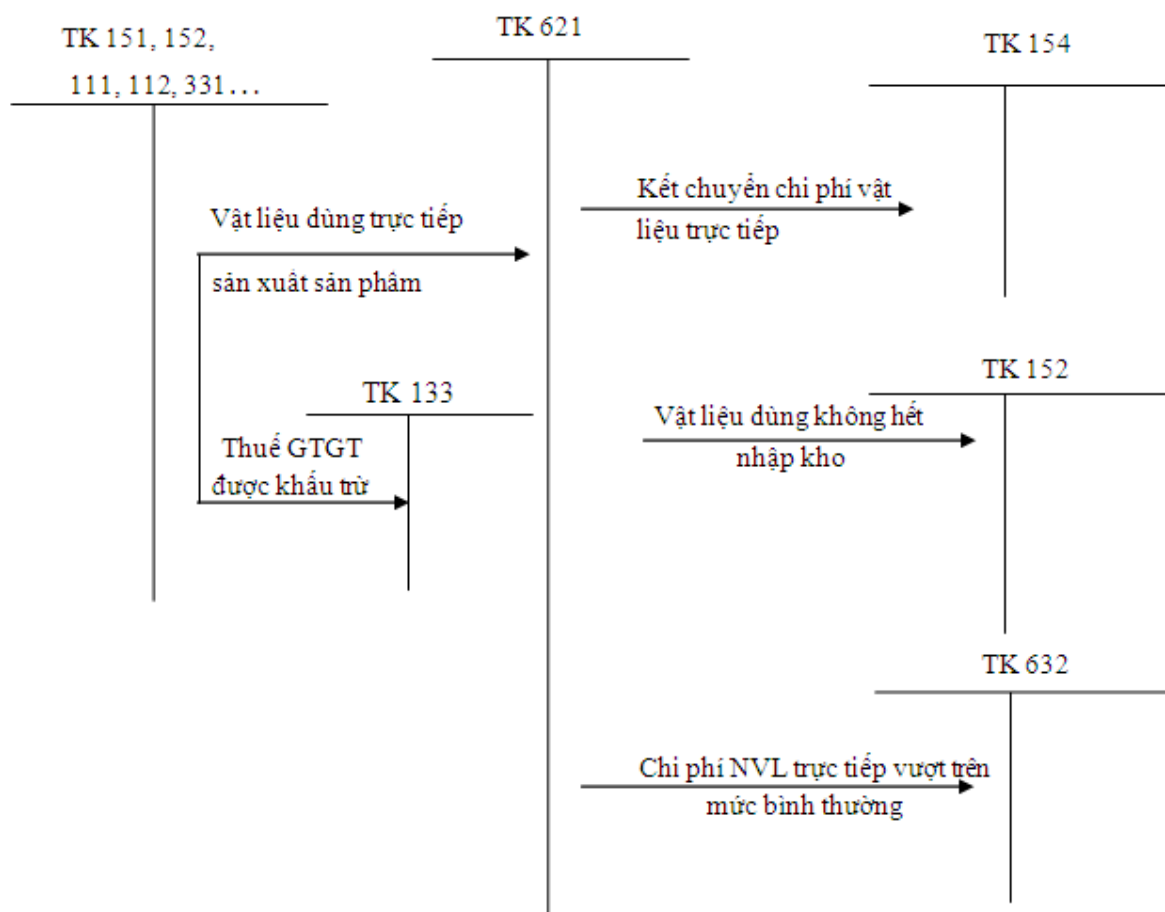 TK 151, 152,
111, 112, 331…
TK 621
TK 154
Vật liệu dùng trực tiếp
sản xuất sản phẩm
Kết chuyển chi phí vật
liệu trực tiếp
TK 133
Thuế GTGT
được khấu trừ
TK 152
Vật liệu dùng không hết
nhập kho
TK 632
Chi phí NVL trực tiếp vượt trên
mức bình thường